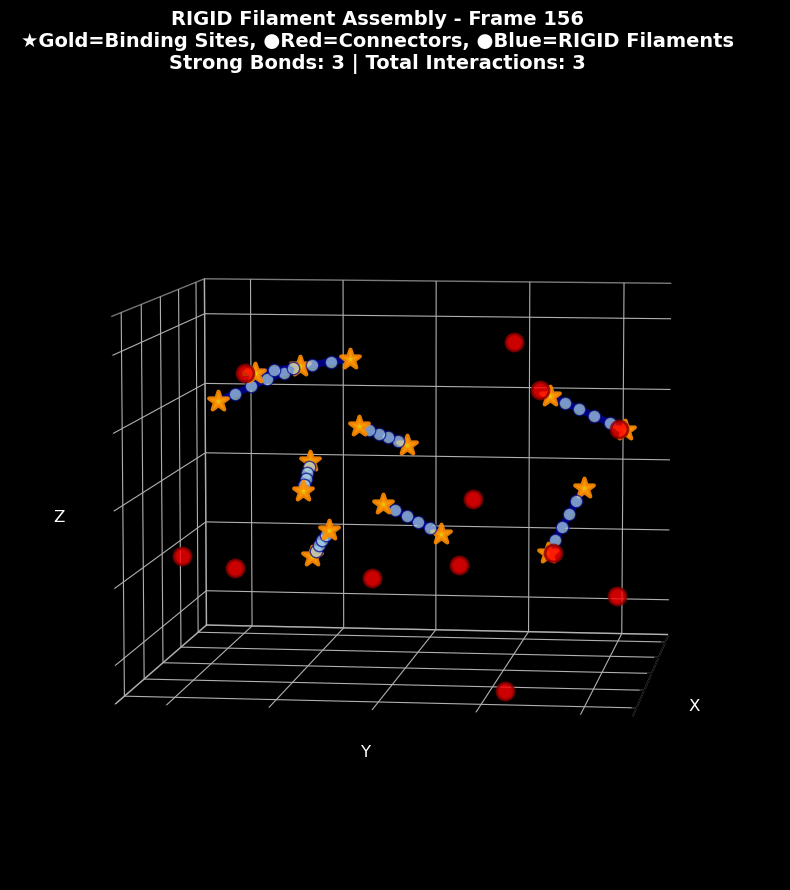 RIGID Filament Assembly - Frame 156
★Gold=Binding Sites, ●Red=Connectors, ●Blue=RIGID Filaments
Strong Bonds: 3 | Total Interactions: 3
Z
X
Y